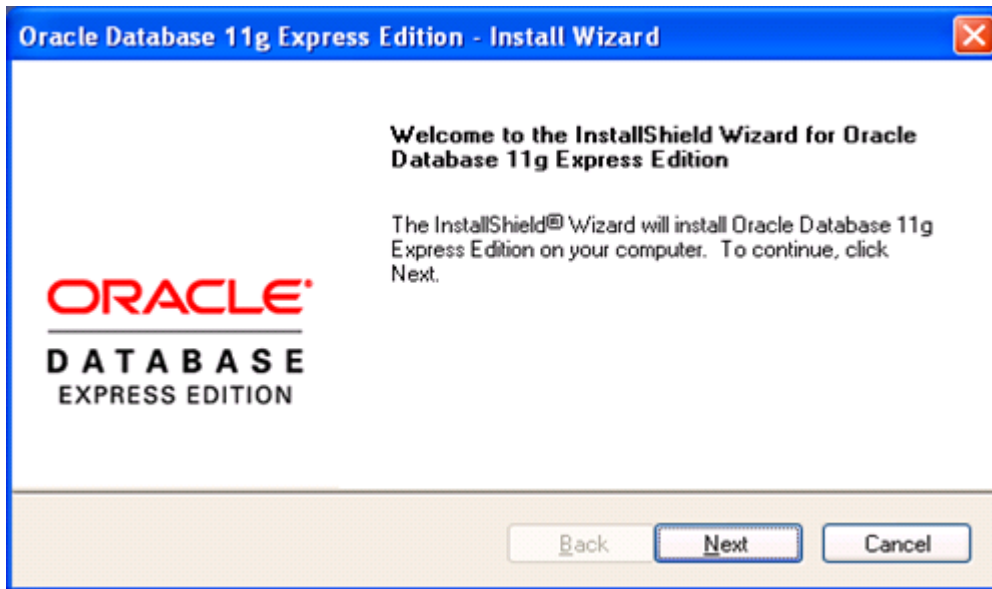 Oracle Database 11g Express Edition - Install Wizard
Welcome to the InstallShield Wizard for Oracle
Database 11g Express Edition
The InstallShield® Wizard will install Oracle Database 11g
Express Edition on your computer.  To continue, click
Next.
ORACLE
DATABASE
EXPRESS EDITION
Back
Next
Cancel